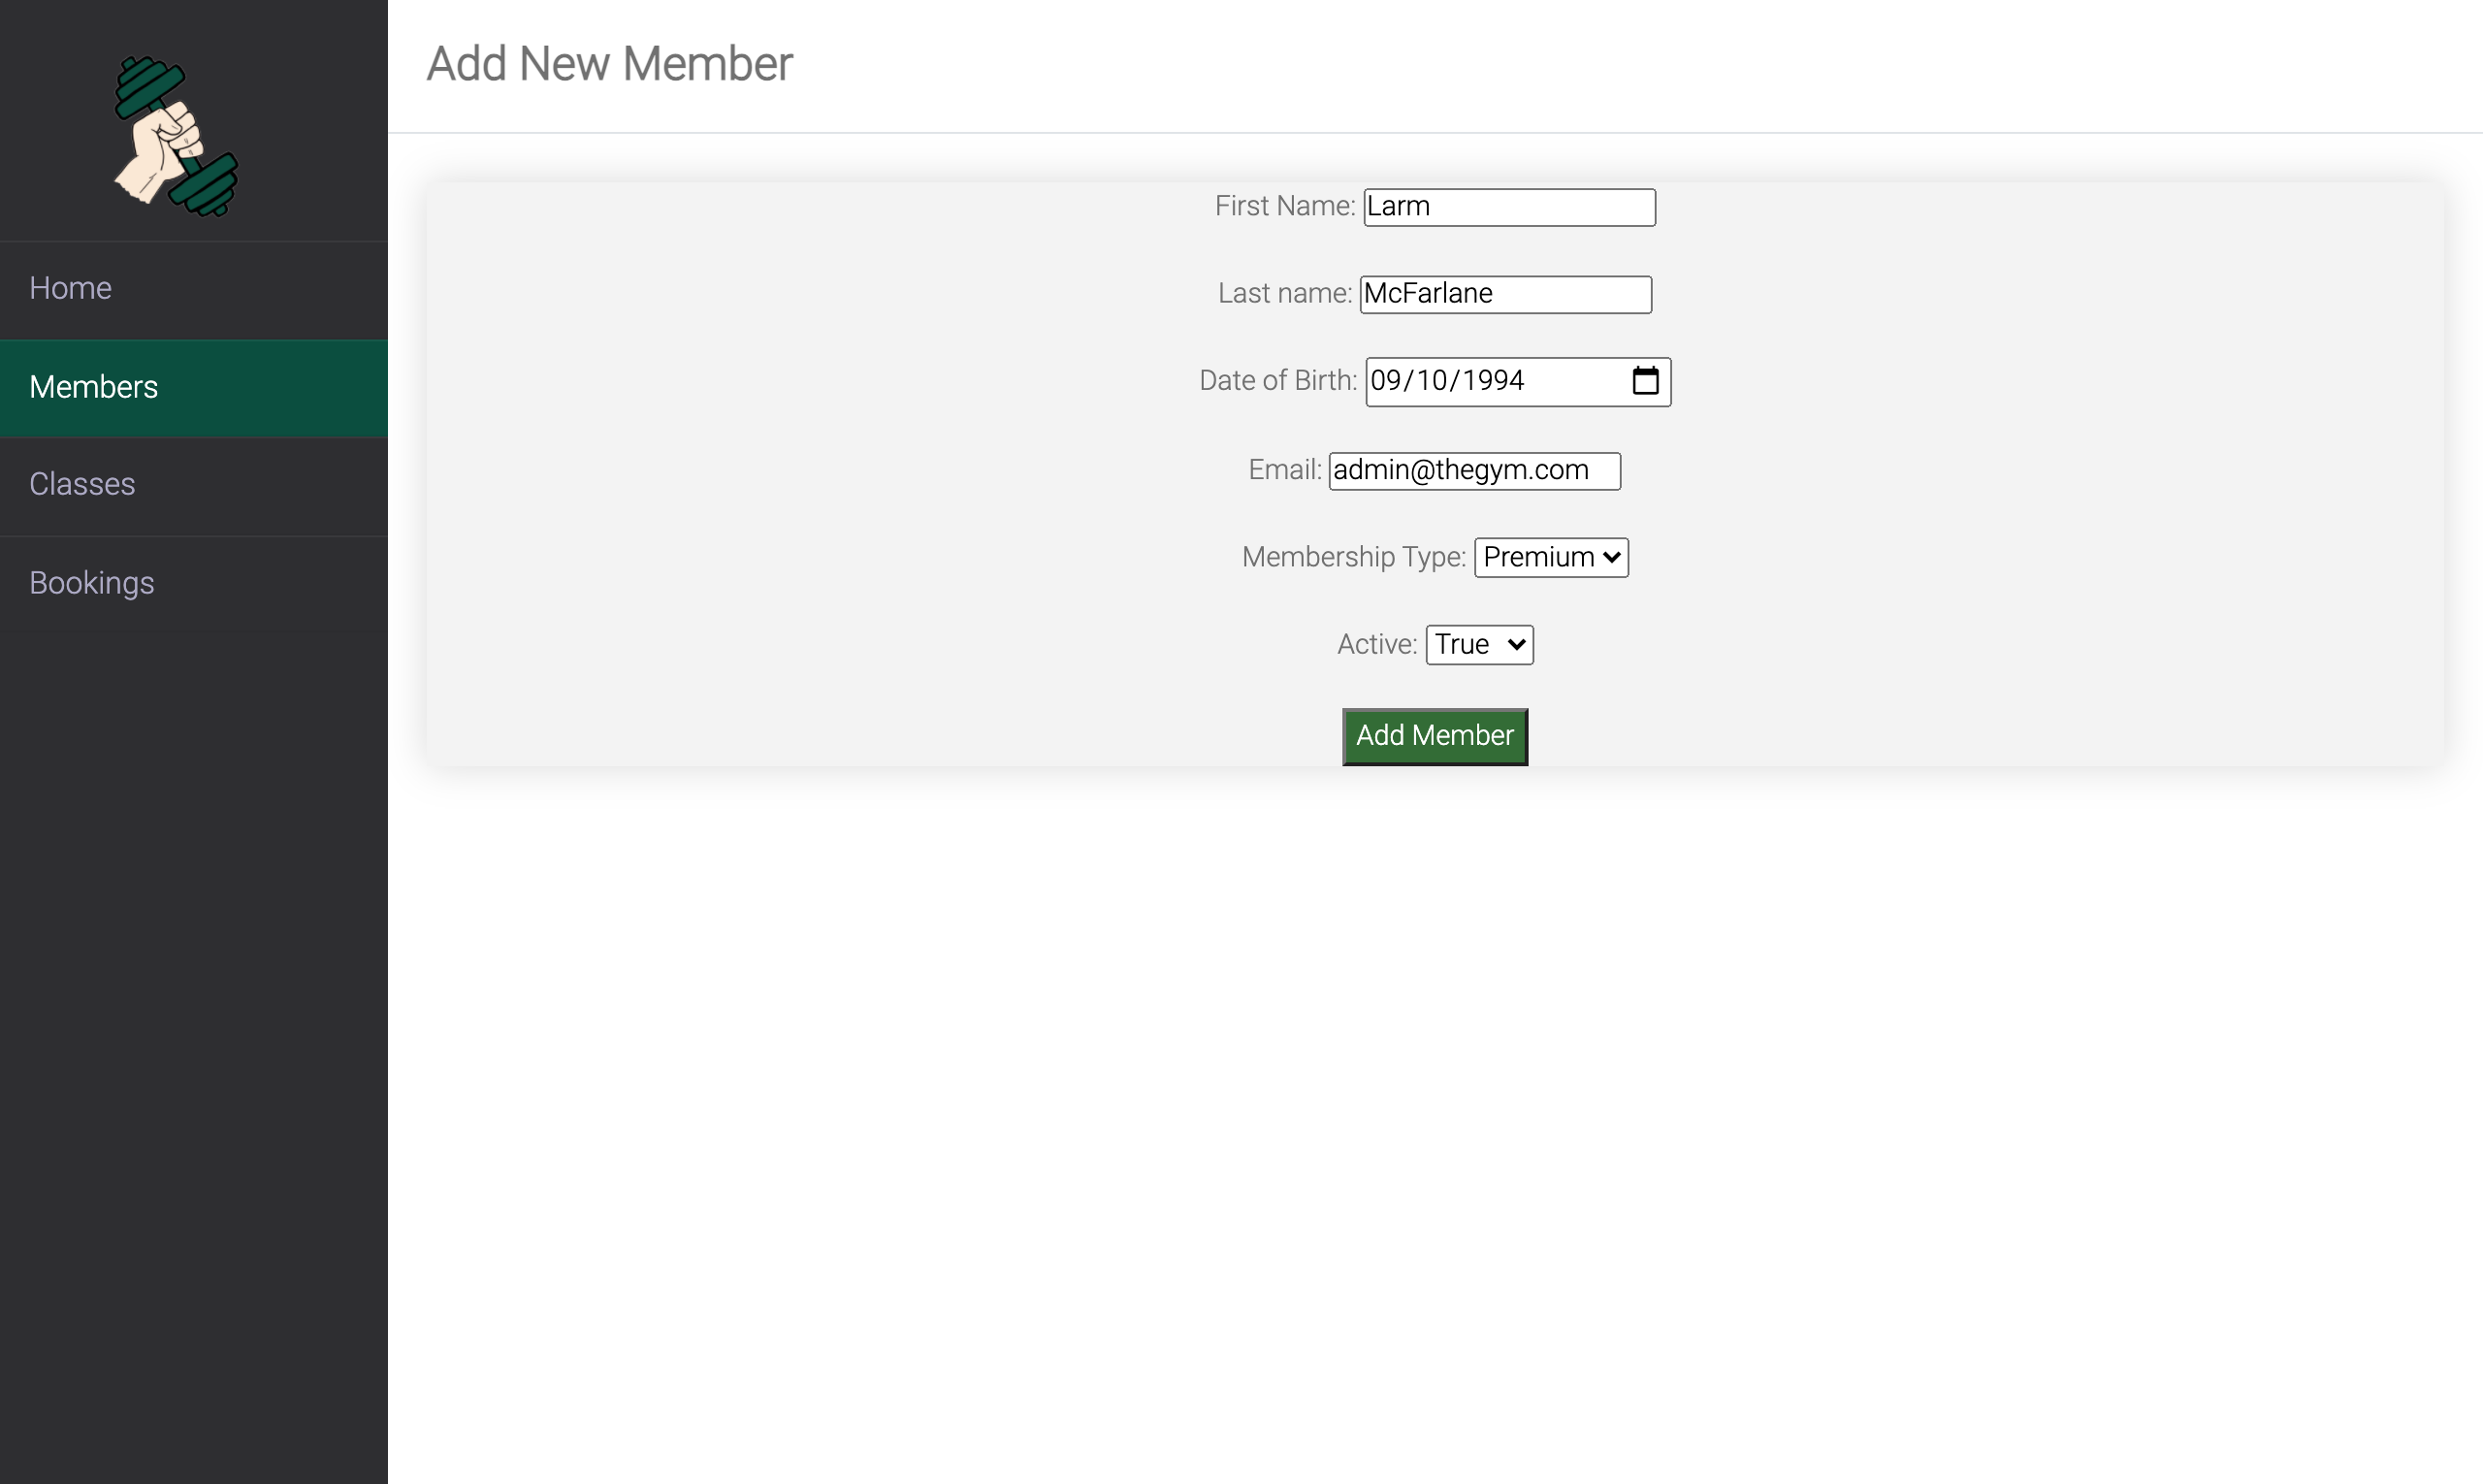 Add New Member
Home
Members
Classes
Bookings
First Name: Larm
Last name: McFarlane
Date of Birth: 09/10/1994
Email: admin@thegym.com
Membership Type: Premium
Active: True
Add Member